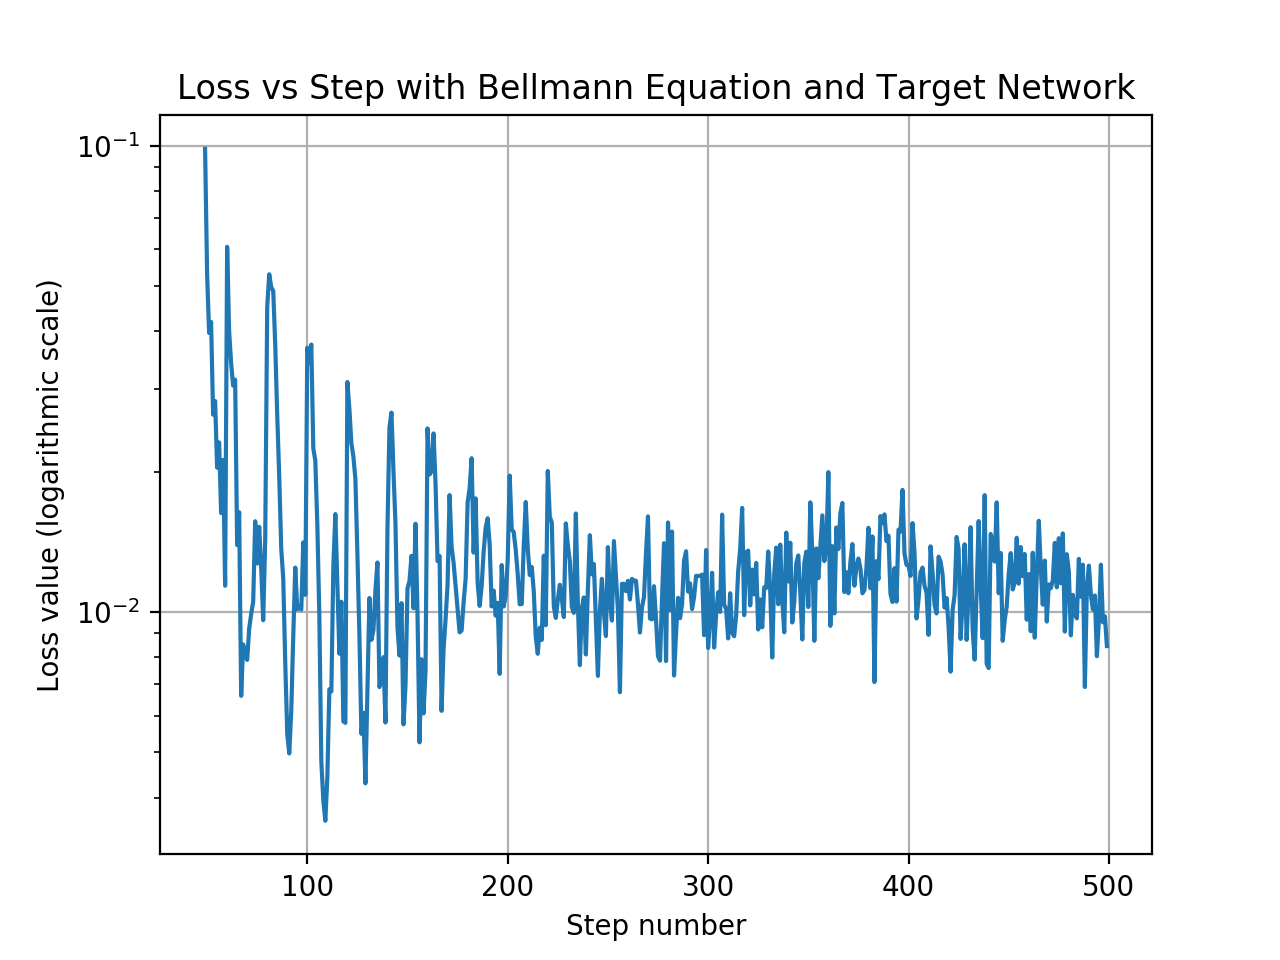 Loss vs Step with Bellmann Equation and Target Network
10⁻¹
10⁻²
Loss value (logarithmic scale)
100 200 300 400 500
Step number